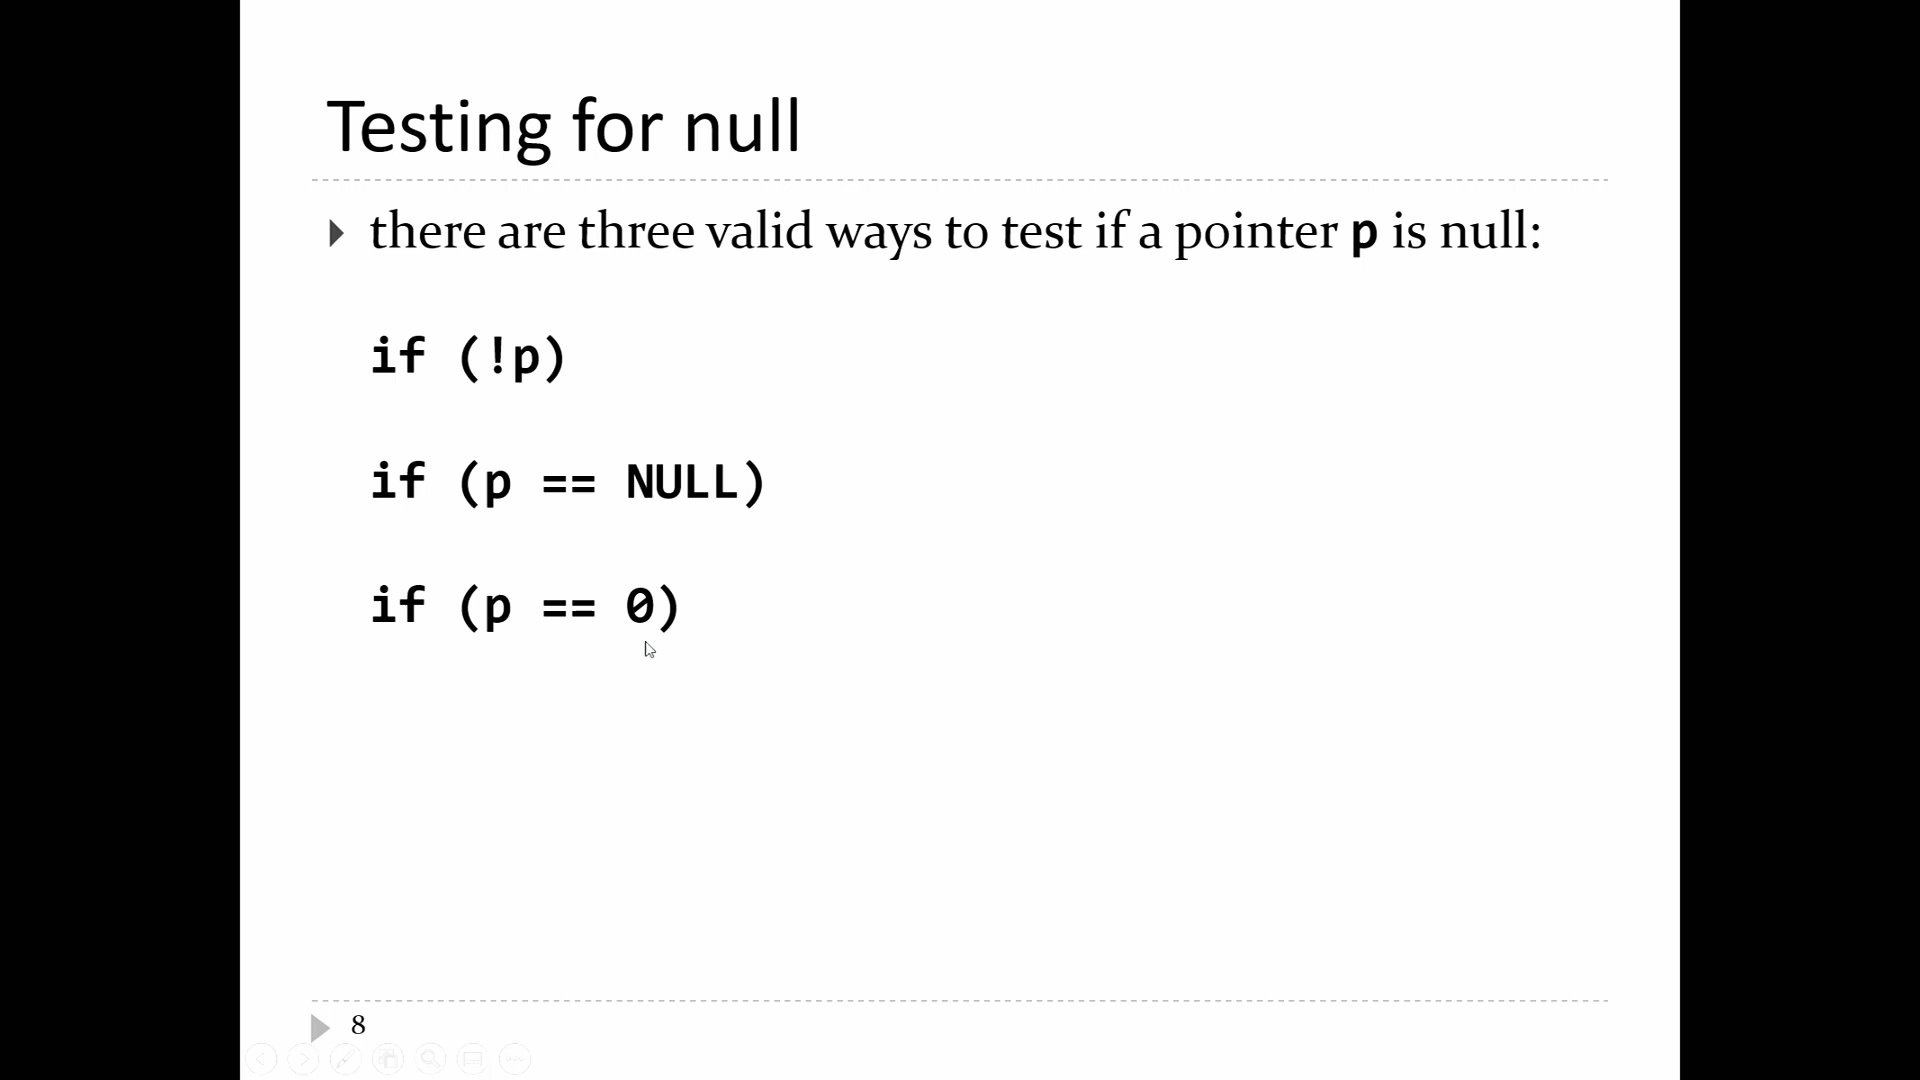 Testing for null
there are three valid ways to test if a pointer p is null:
if (!p)
if (p == NULL)
if (p == 0)
8